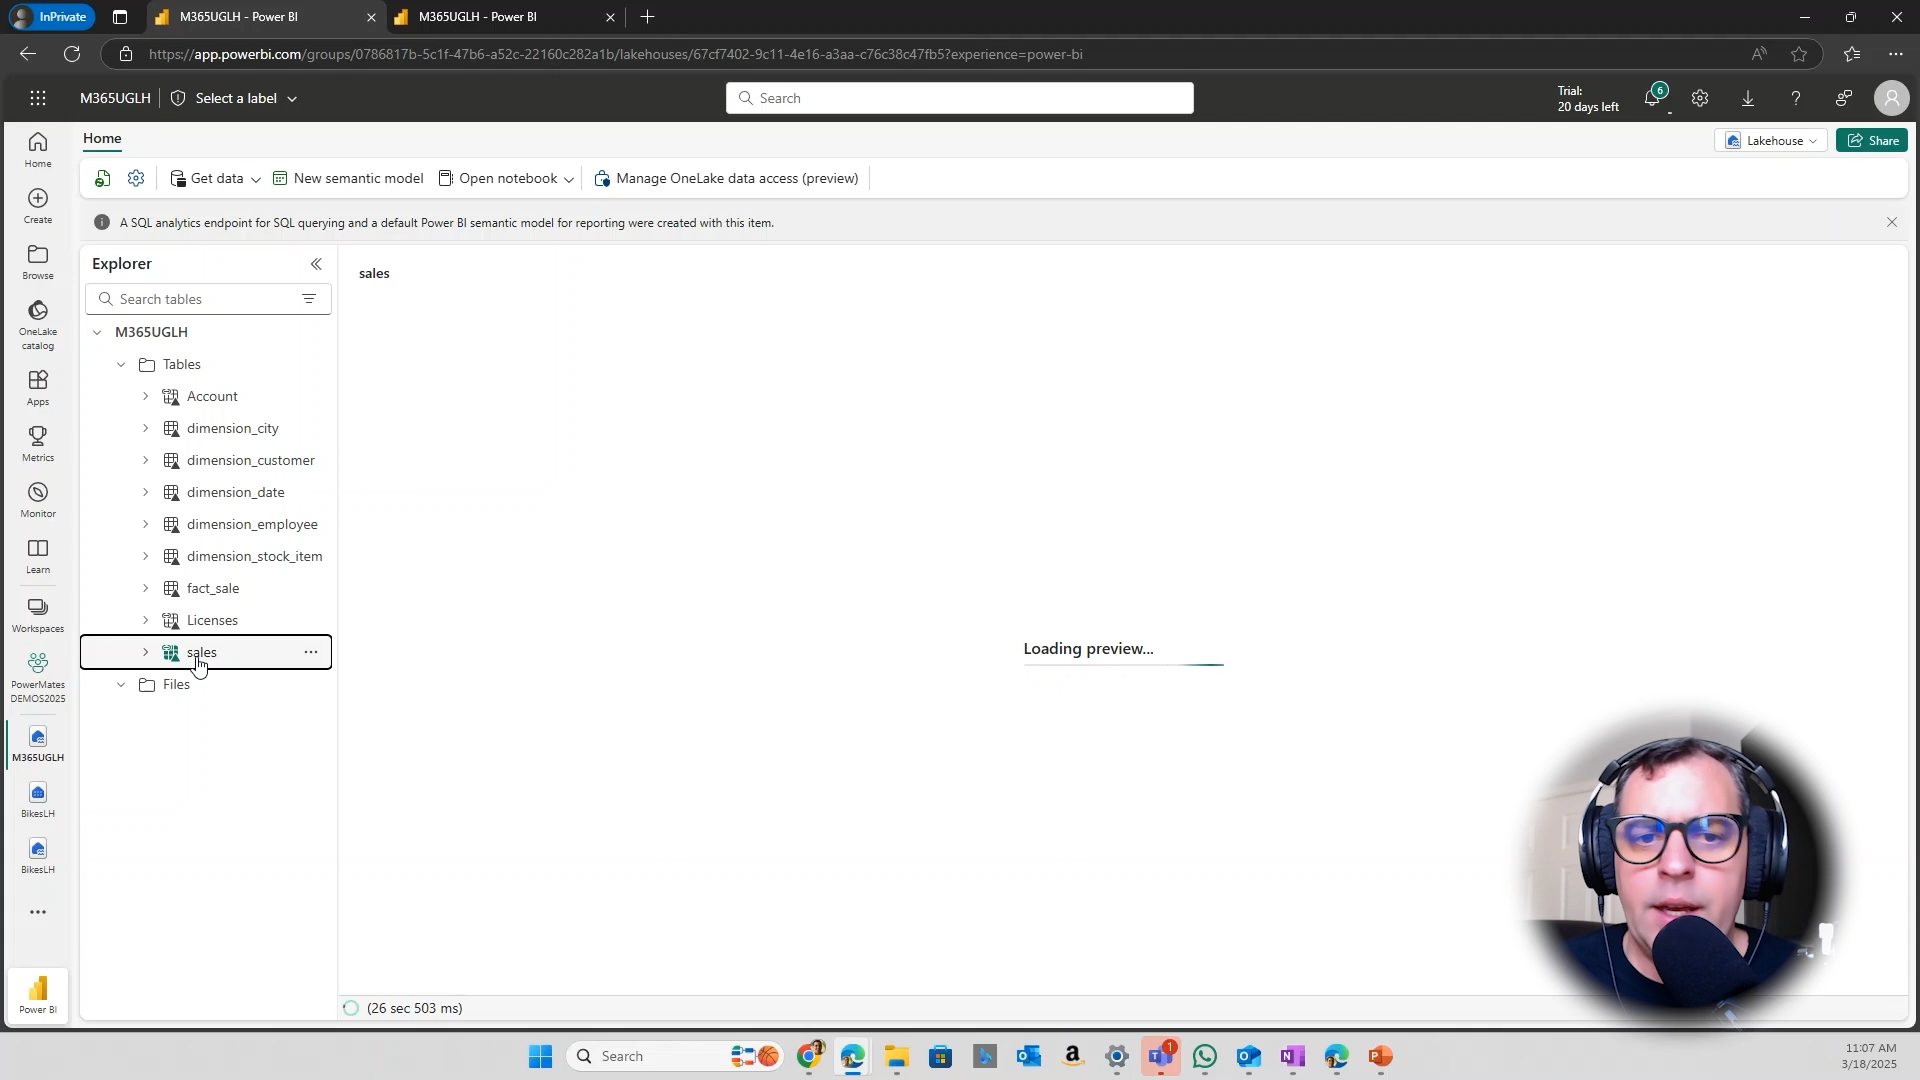 InPrivate
M365UGLH - Power BI
M365UGLH - Power BI
https://app.powerbi.com/groups/0786817b-5c1f-47b6-a52c-22160c282a1b/lakehouses/67cf7402-9c11-4e16-a3aa-c76c38c47fb5?experience=power-bi
M365UGLH
Select a label
Search
Trial:
20 days left
6
Home
Lakehouse
Share
Get data
New semantic model
Open notebook
Manage OneLake data access (preview)
A SQL analytics endpoint for SQL querying and a default Power BI semantic model for reporting were created with this item.
Home
Create
Browse
OneLake
catalog
Apps
Metrics
Monitor
Learn
Workspaces
PowerMates
DEMOS2025
M365UGLH
BikesLH
BikesLH
Power BI
Explorer
Search tables
M365UGLH
Tables
Account
dimension_city
dimension_customer
dimension_date
dimension_employee
dimension_stock_item
fact_sale
Licenses
sales
Files
sales
Loading preview...
(26 sec 503 ms)
Search
1
11:07 AM
3/18/2025